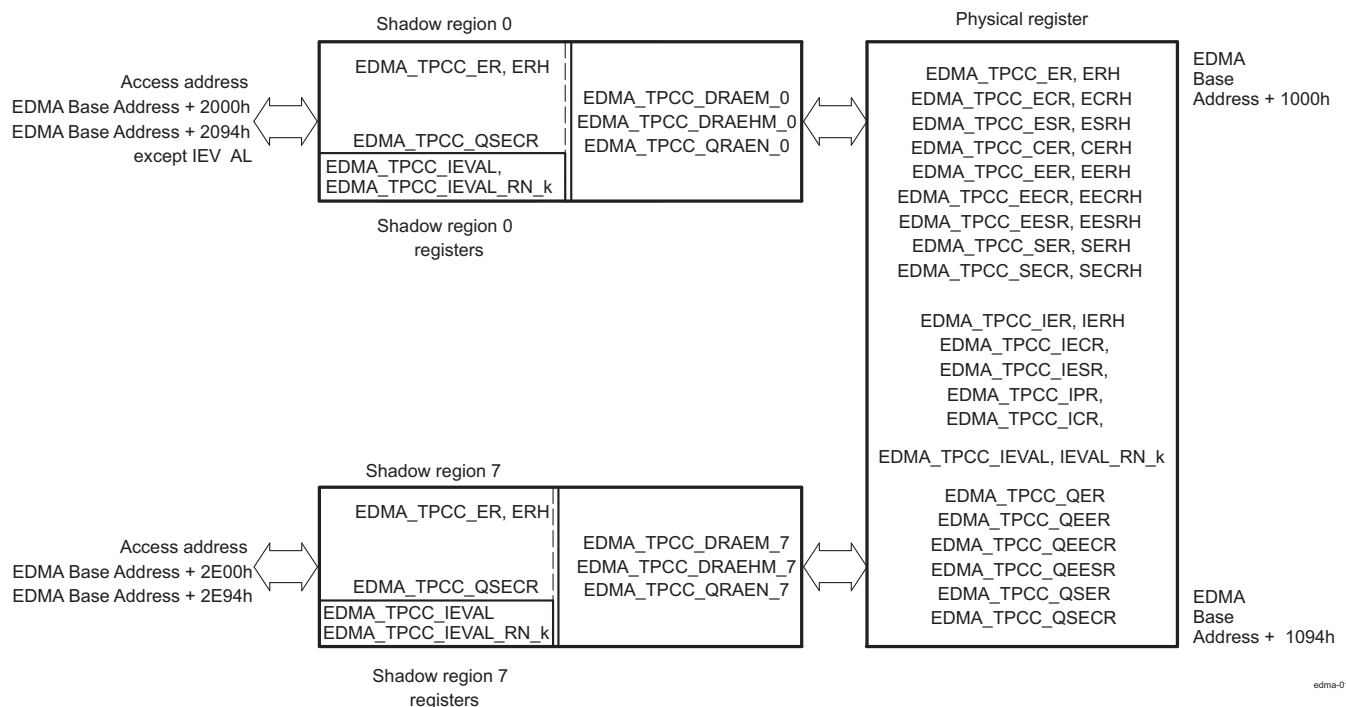 Shadow region 0
Access address
EDMA Base Address + 2000h
EDMA Base Address + 2094h
except IEV AL
EDMA_TPCC_ER, ERH
EDMA_TPCC_QSECR
EDMA_TPCC_IEVAL,
EDMA_TPCC_IEVAL_RN_k
EDMA_TPCC_DRAEM_0
EDMA_TPCC_DRAEHM_0
EDMA_TPCC_QRAEN_0
Shadow region 0
registers
Shadow region 7
Access address
EDMA Base Address + 2E00h
EDMA Base Address + 2E94h
EDMA_TPCC_ER, ERH
EDMA_TPCC_QSECR
EDMA_TPCC_IEVAL
EDMA_TPCC_IEVAL_RN_k
EDMA_TPCC_DRAEM_7
EDMA_TPCC_DRAEHM_7
EDMA_TPCC_QRAEN_7
Shadow region 7
registers
Physical register
EDMA_TPCC_ER, ERH
EDMA_TPCC_ECR, ECRH
EDMA_TPCC_ESR, ESRH
EDMA_TPCC_CER, CERH
EDMA_TPCC_EER, EERH
EDMA_TPCC_EECR, EECRH
EDMA_TPCC_EESR, EESRH
EDMA_TPCC_SER, SERH
EDMA_TPCC_SECR, SECRH
EDMA_TPCC_IER, IERH
EDMA_TPCC_IECR,
EDMA_TPCC_IESR,
EDMA_TPCC_IPR,
EDMA_TPCC_ICR,
EDMA_TPCC_IEVAL, IEVAL_RN_k
EDMA_TPCC_QER
EDMA_TPCC_QEER
EDMA_TPCC_QEECR
EDMA_TPCC_QEESR
EDMA_TPCC_QSER
EDMA_TPCC_QSECR
EDMA
Base
Address + 1000h
EDMA
Base
Address + 1094h